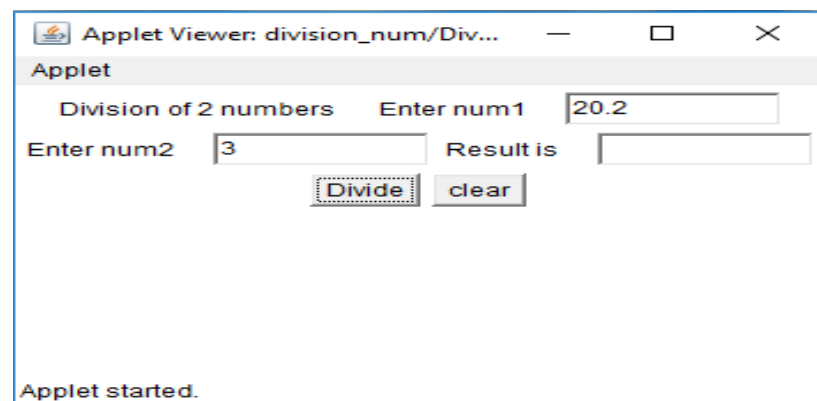 Applet Viewer: division_num/Div...
Applet
Division of 2 numbers Enter num1 20.2
Enter num2 3 Result is
Divide clear
Applet started.